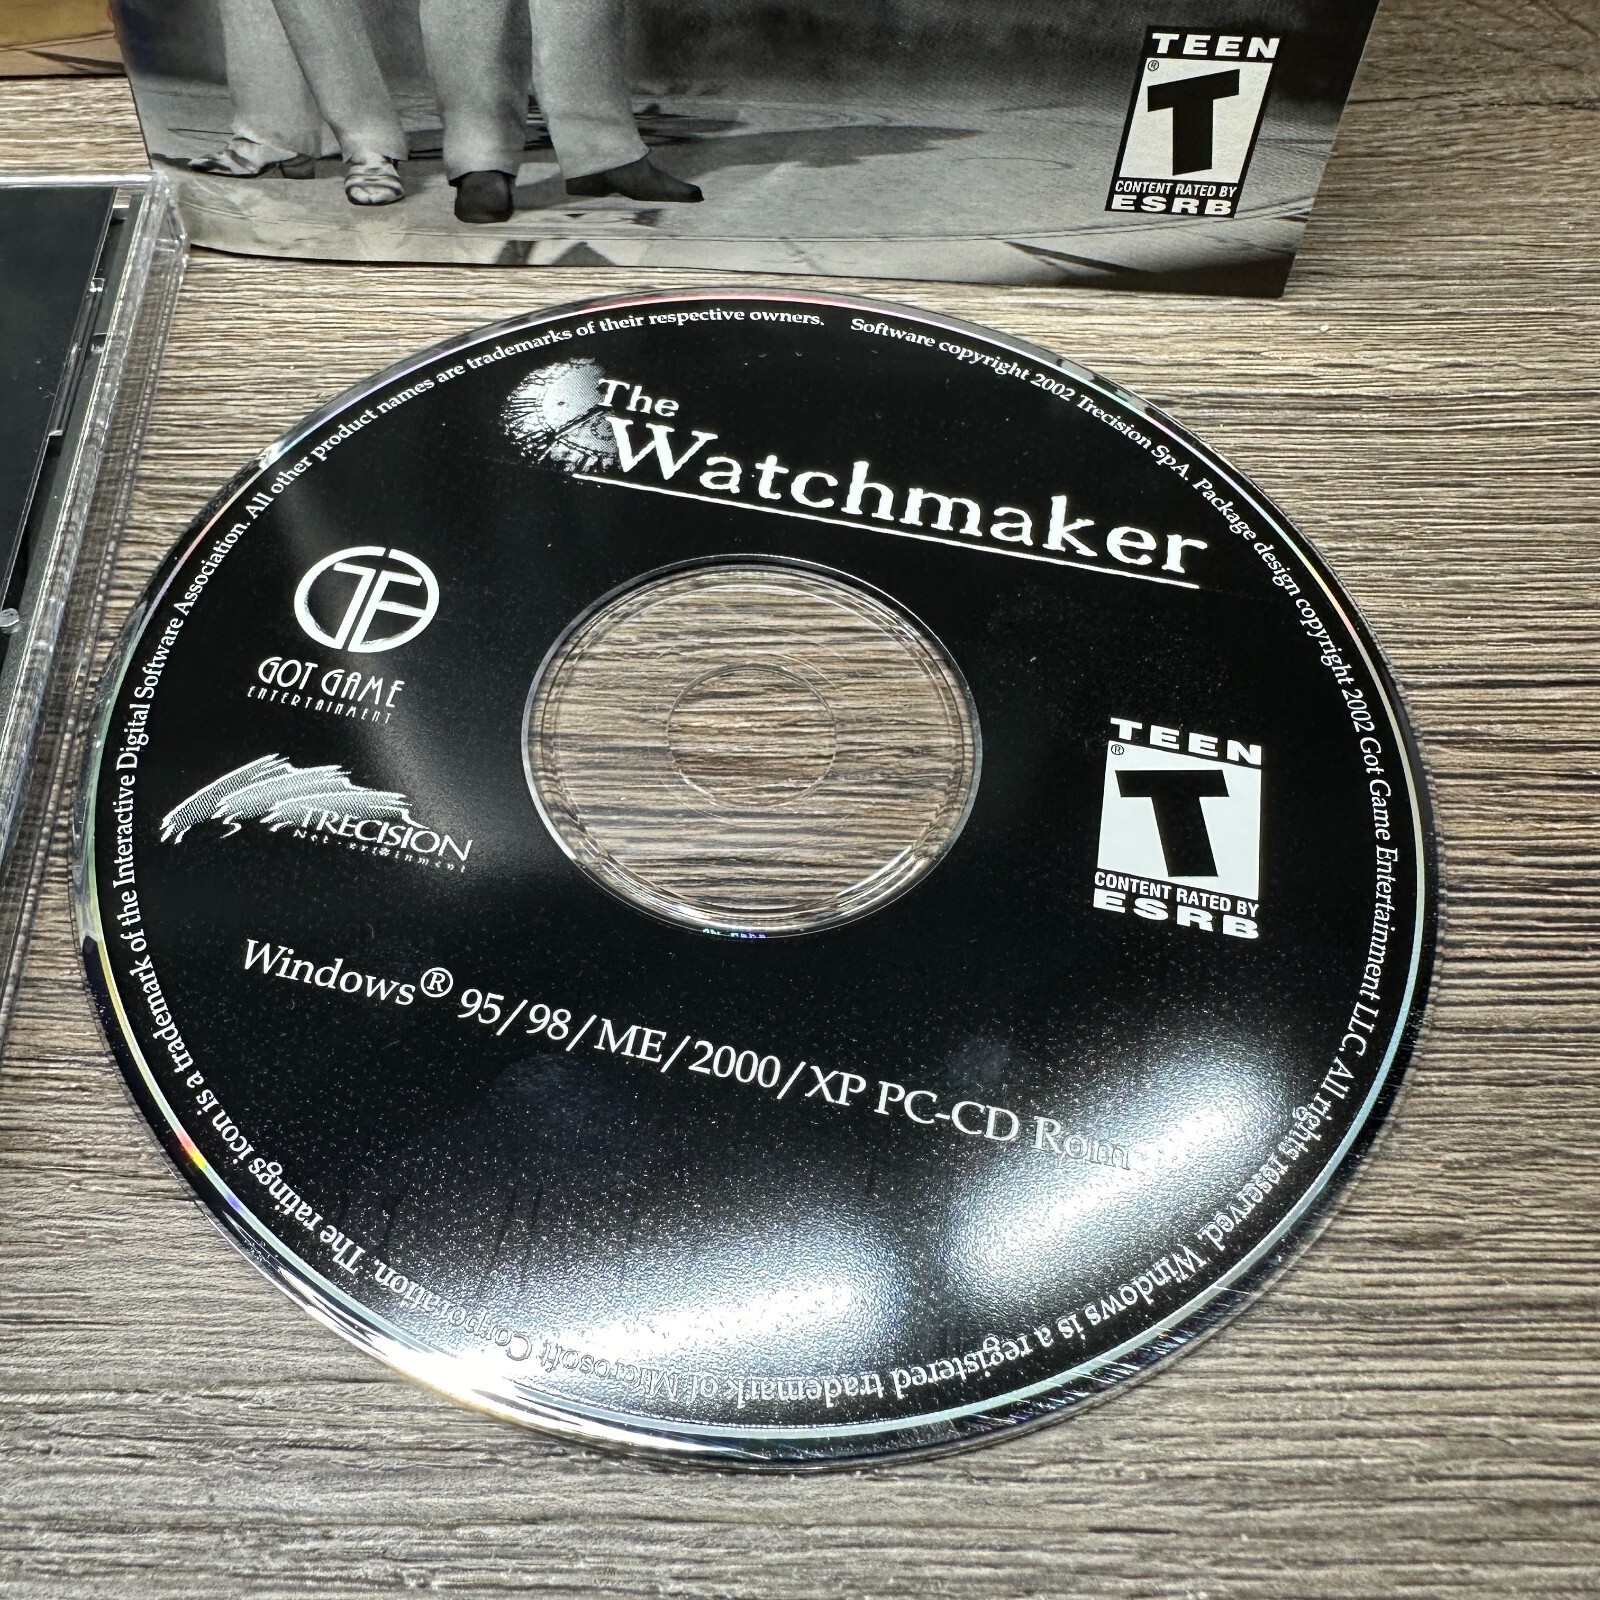 TEEN
®
T
CONTENT RATED BY
ESRB
The
Watchmaker
GOT GAME
ENTERTAINMENT
TRECISION
Net.ertainment
TEEN
®
T
CONTENT RATED BY
ESRB
Windows® 95/98/ME/2000/XP PC-CD Rom
Software copyright 2002 Trecision SpA. Package design copyright 2002 Got Game Entertainment LLC. All rights reserved. Windows is a registered trademark of Microsoft Corporation. The ratings icon is a trademark of the Interactive Digital Software Association. All other product names are trademarks of their respective owners.